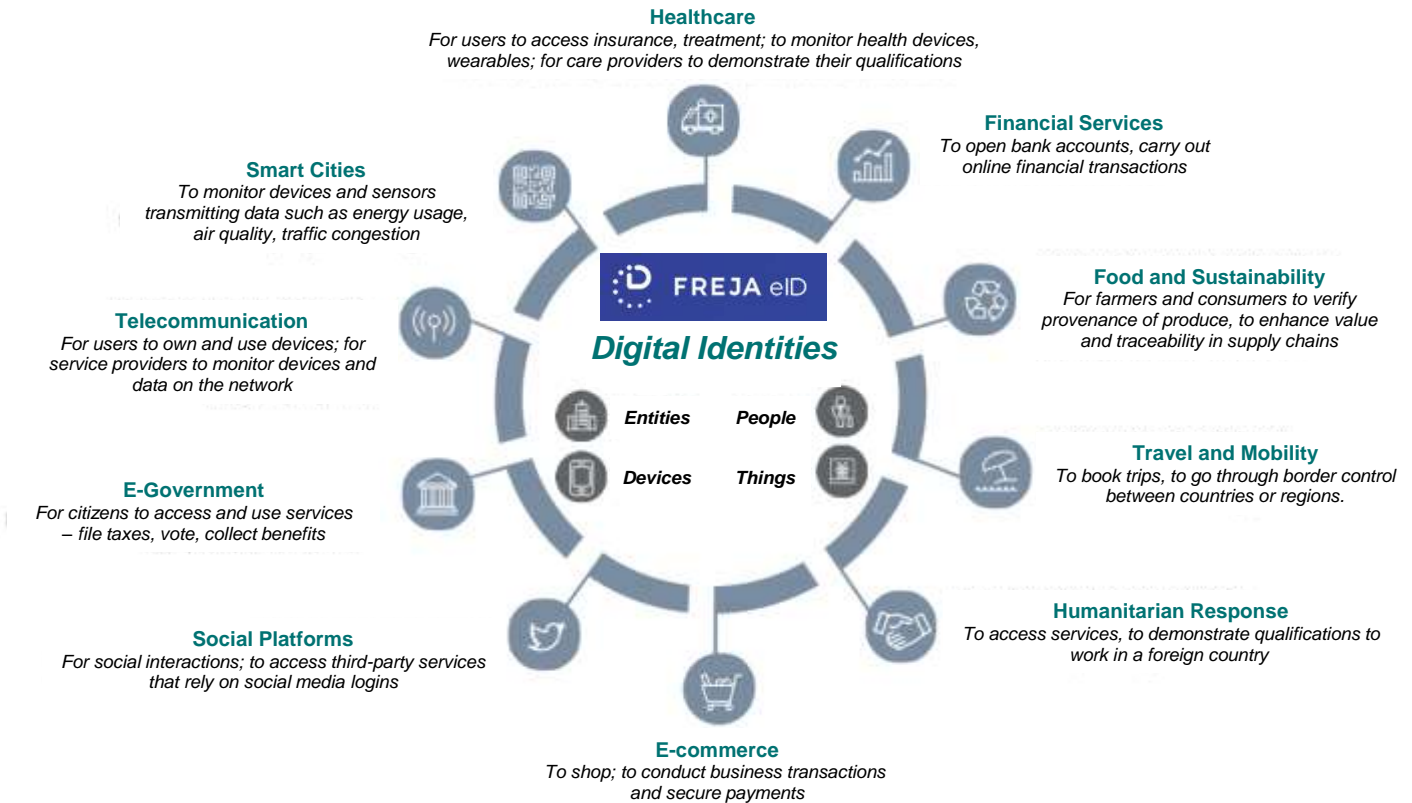 Healthcare
For users to access insurance, treatment; to monitor health devices,
wearables; for care providers to demonstrate their qualifications
Financial Services
To open bank accounts, carry out
online financial transactions
Smart Cities
To monitor devices and sensors
transmitting data such as energy usage,
air quality, traffic congestion
Food and Sustainability
For farmers and consumers to verify
provenance of produce, to enhance value
and traceability in supply chains
Telecommunication
For users to own and use devices; for
service providers to monitor devices and
data on the network
iD FREJA eID
Digital Identities
Entities
People
Devices
Things
Travel and Mobility
To book trips, to go through border control
between countries or regions.
E-Government
For citizens to access and use services
– file taxes, vote, collect benefits
Humanitarian Response
To access services, to demonstrate qualifications to
work in a foreign country
Social Platforms
For social interactions; to access third-party services
that rely on social media logins
E-commerce
To shop; to conduct business transactions
and secure payments